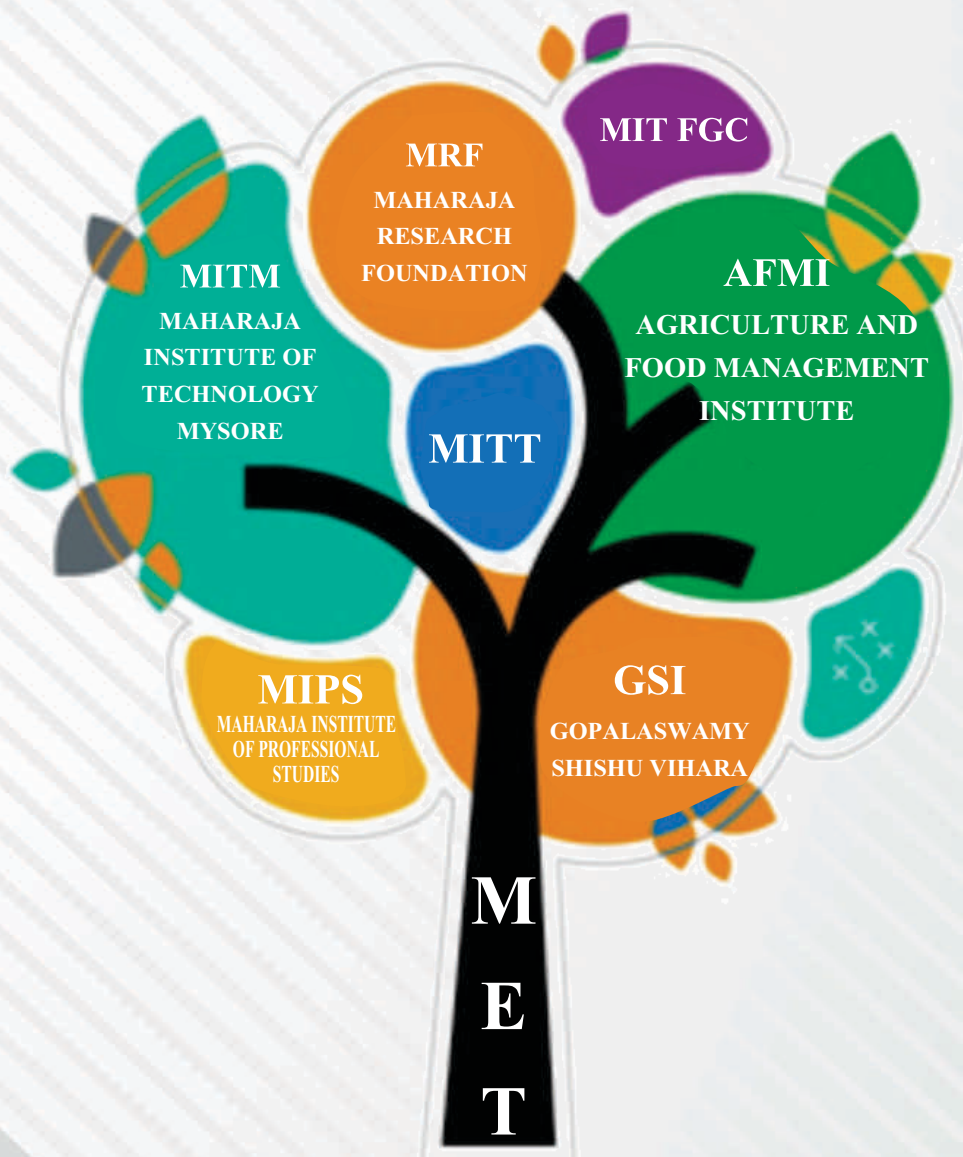 MIT FGC
MRF
MAHARAJA
RESEARCH
FOUNDATION
MITM
MAHARAJA
INSTITUTE OF
TECHNOLOGY
MYSORE
AFMI
AGRICULTURE AND
FOOD MANAGEMENT
INSTITUTE
MITT
MIPS
MAHARAJA INSTITUTE
OF PROFESSIONAL
STUDIES
GSI
GOPALASWAMY
SHISHU VIHARA
M
E
T